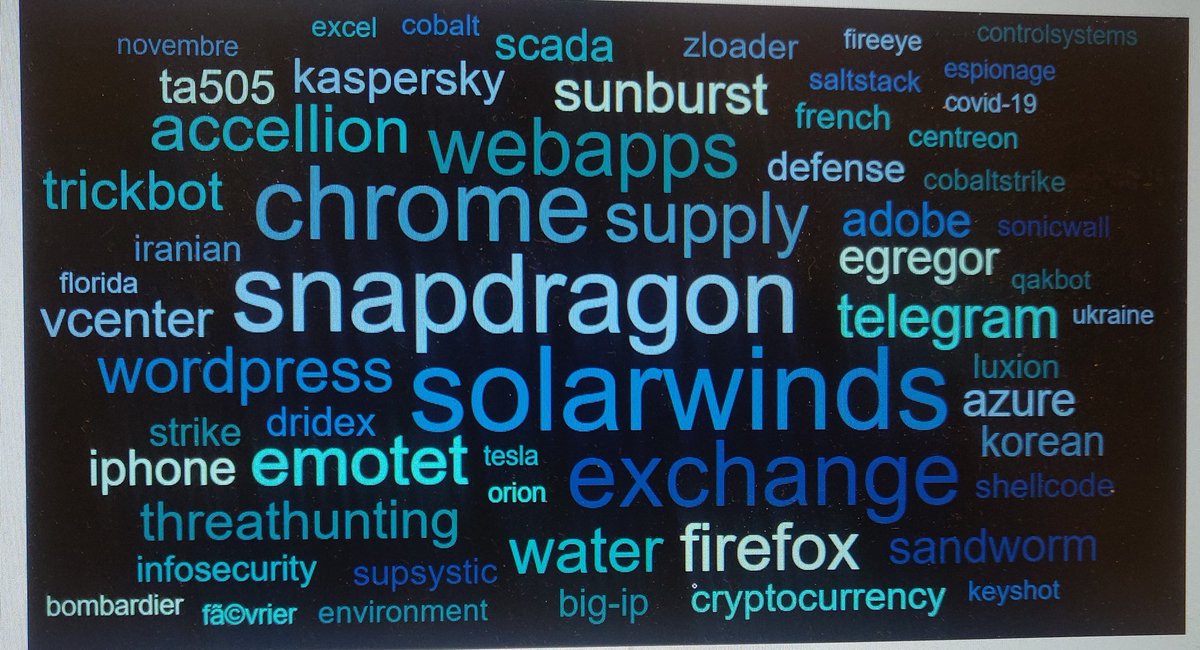 excel cobalt
novembre scada zloader fireeye controlsystems
ta505 kaspersky sunburst saltstack espionage
covid-19
accellion webapps french centreon
defense cobaltstrike
trickbot chrome supply adobe sonicwall
iranian egregor
florida snapdragon qakbot
vcenter telegram ukraine
wordpress solarwinds luxion
azure
strike dridex korean
iphone emotet tesla exchange shellcode
orion
threathunting water firefox sandworm
infosecurity supsystic
bombardier fã©vrier environment big-ip cryptocurrency keyshot